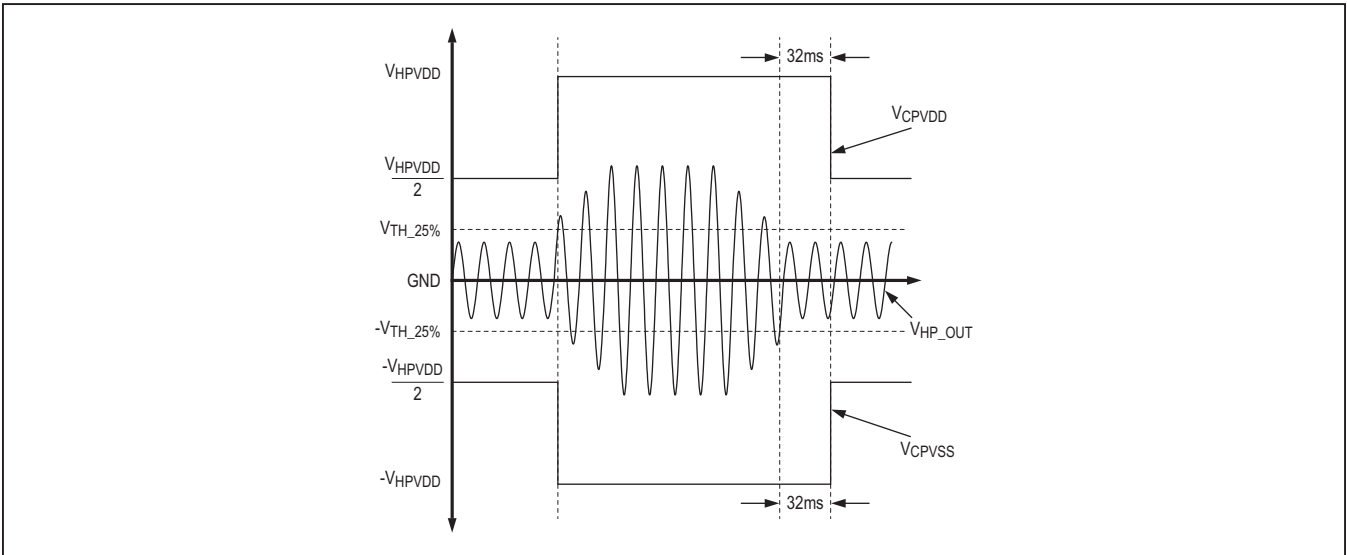 32ms
VHPVDD
VCPVDD
VHPVDD
2
VTH_25%
GND
-VTH_25%
VHP_OUT
-VHPVDD
2
VCPVSS
-VHPVDD
32ms